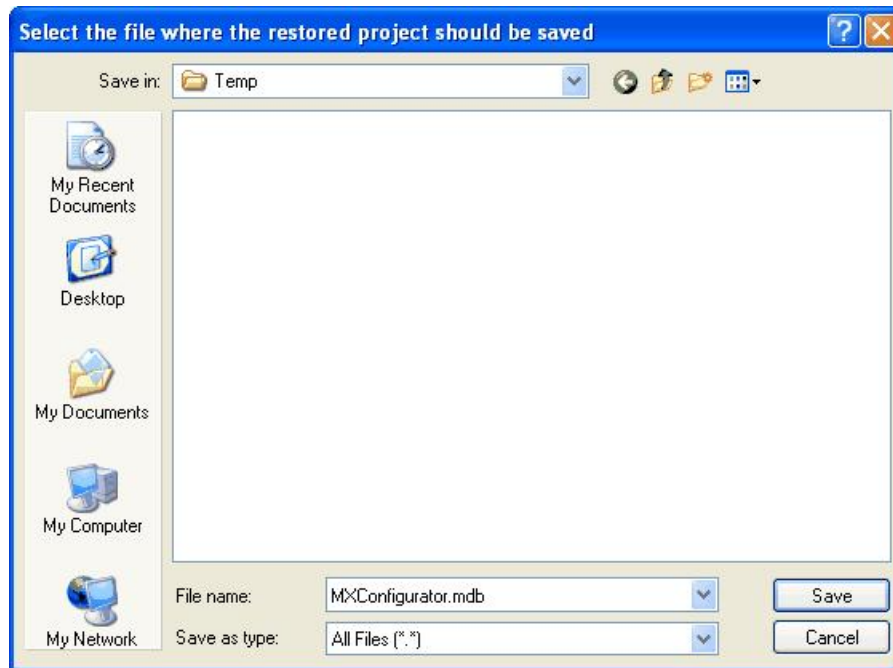 Select the file where the restored project should be saved
Save in: Temp
My Recent
Documents
Desktop
My Documents
My Computer
My Network
File name: MXConfigurator.mdb
Save
Save as type: All Files (*.*)
Cancel